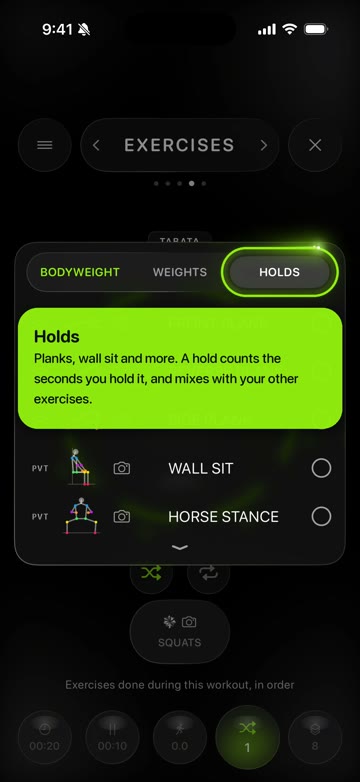 9:41
EXERCISES
TABATA
BODYWEIGHT WEIGHTS HOLDS
Holds
Planks, wall sit and more. A hold counts the
seconds you hold it, and mixes with your other
exercises.
PVT WALL SIT
PVT HORSE STANCE
SQUATS
Exercises done during this workout, in order
00:20 00:10 0.0 1 8